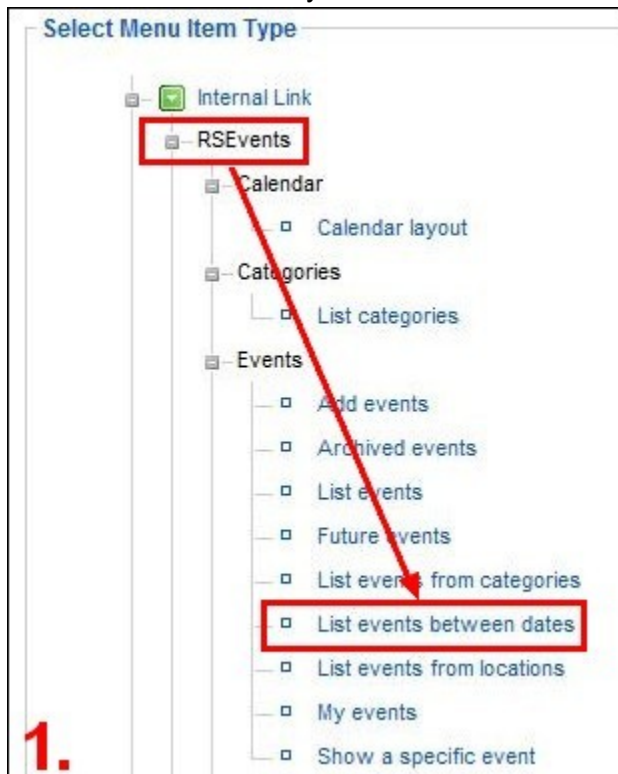 Select Menu Item Type
Internal Link
RSEvents
Calendar
Calendar layout
Categories
List categories
Events
Add events
Archived events
List events
Future events
List events from categories
List events between dates
List events from locations
My events
Show a specific event
1.